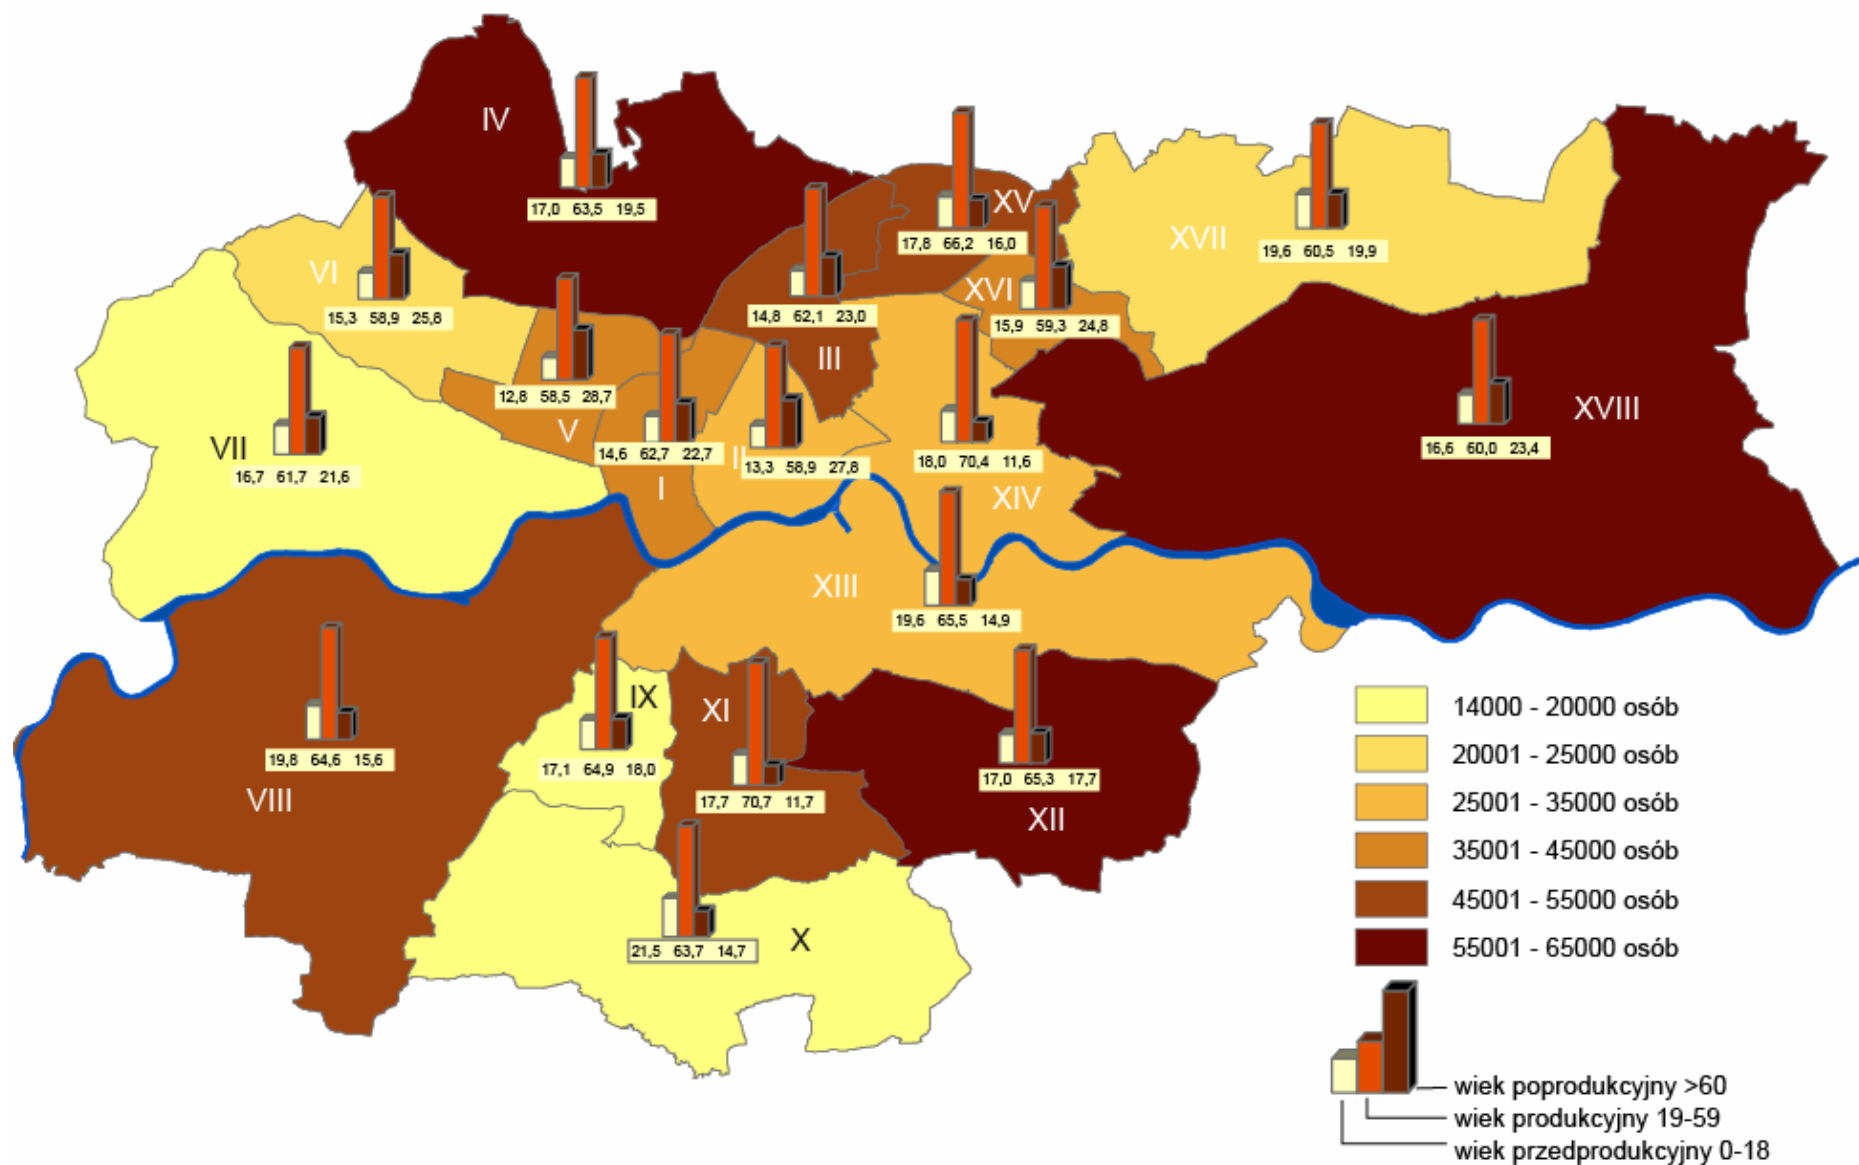 IV
17,0 63,5 19,5
XV
17,8 66,2 16,0
XVII
19,6 60,5 19,9
VI
15,3 58,9 25,8
14,8 62,1 23,0
III
XVI
15,9 59,3 24,8
12,8 58,5 28,7
V
VII
16,7 61,7 21,6
14,6 62,7 22,7
I
II
13,3 58,9 27,8
18,0 70,4 11,6
XIV
XVIII
16,6 60,0 23,4
XIII
19,6 65,5 14,9
19,8 64,6 15,6
VIII
IX
17,1 64,9 18,0
XI
17,7 70,7 11,7
17,0 65,3 17,7
XII
21,5 63,7 14,7
X
14000 - 20000 osób
20001 - 25000 osób
25001 - 35000 osób
35001 - 45000 osób
45001 - 55000 osób
55001 - 65000 osób
wiek poprodukcyjny >60
wiek produkcyjny 19-59
wiek przedprodukcyjny 0-18